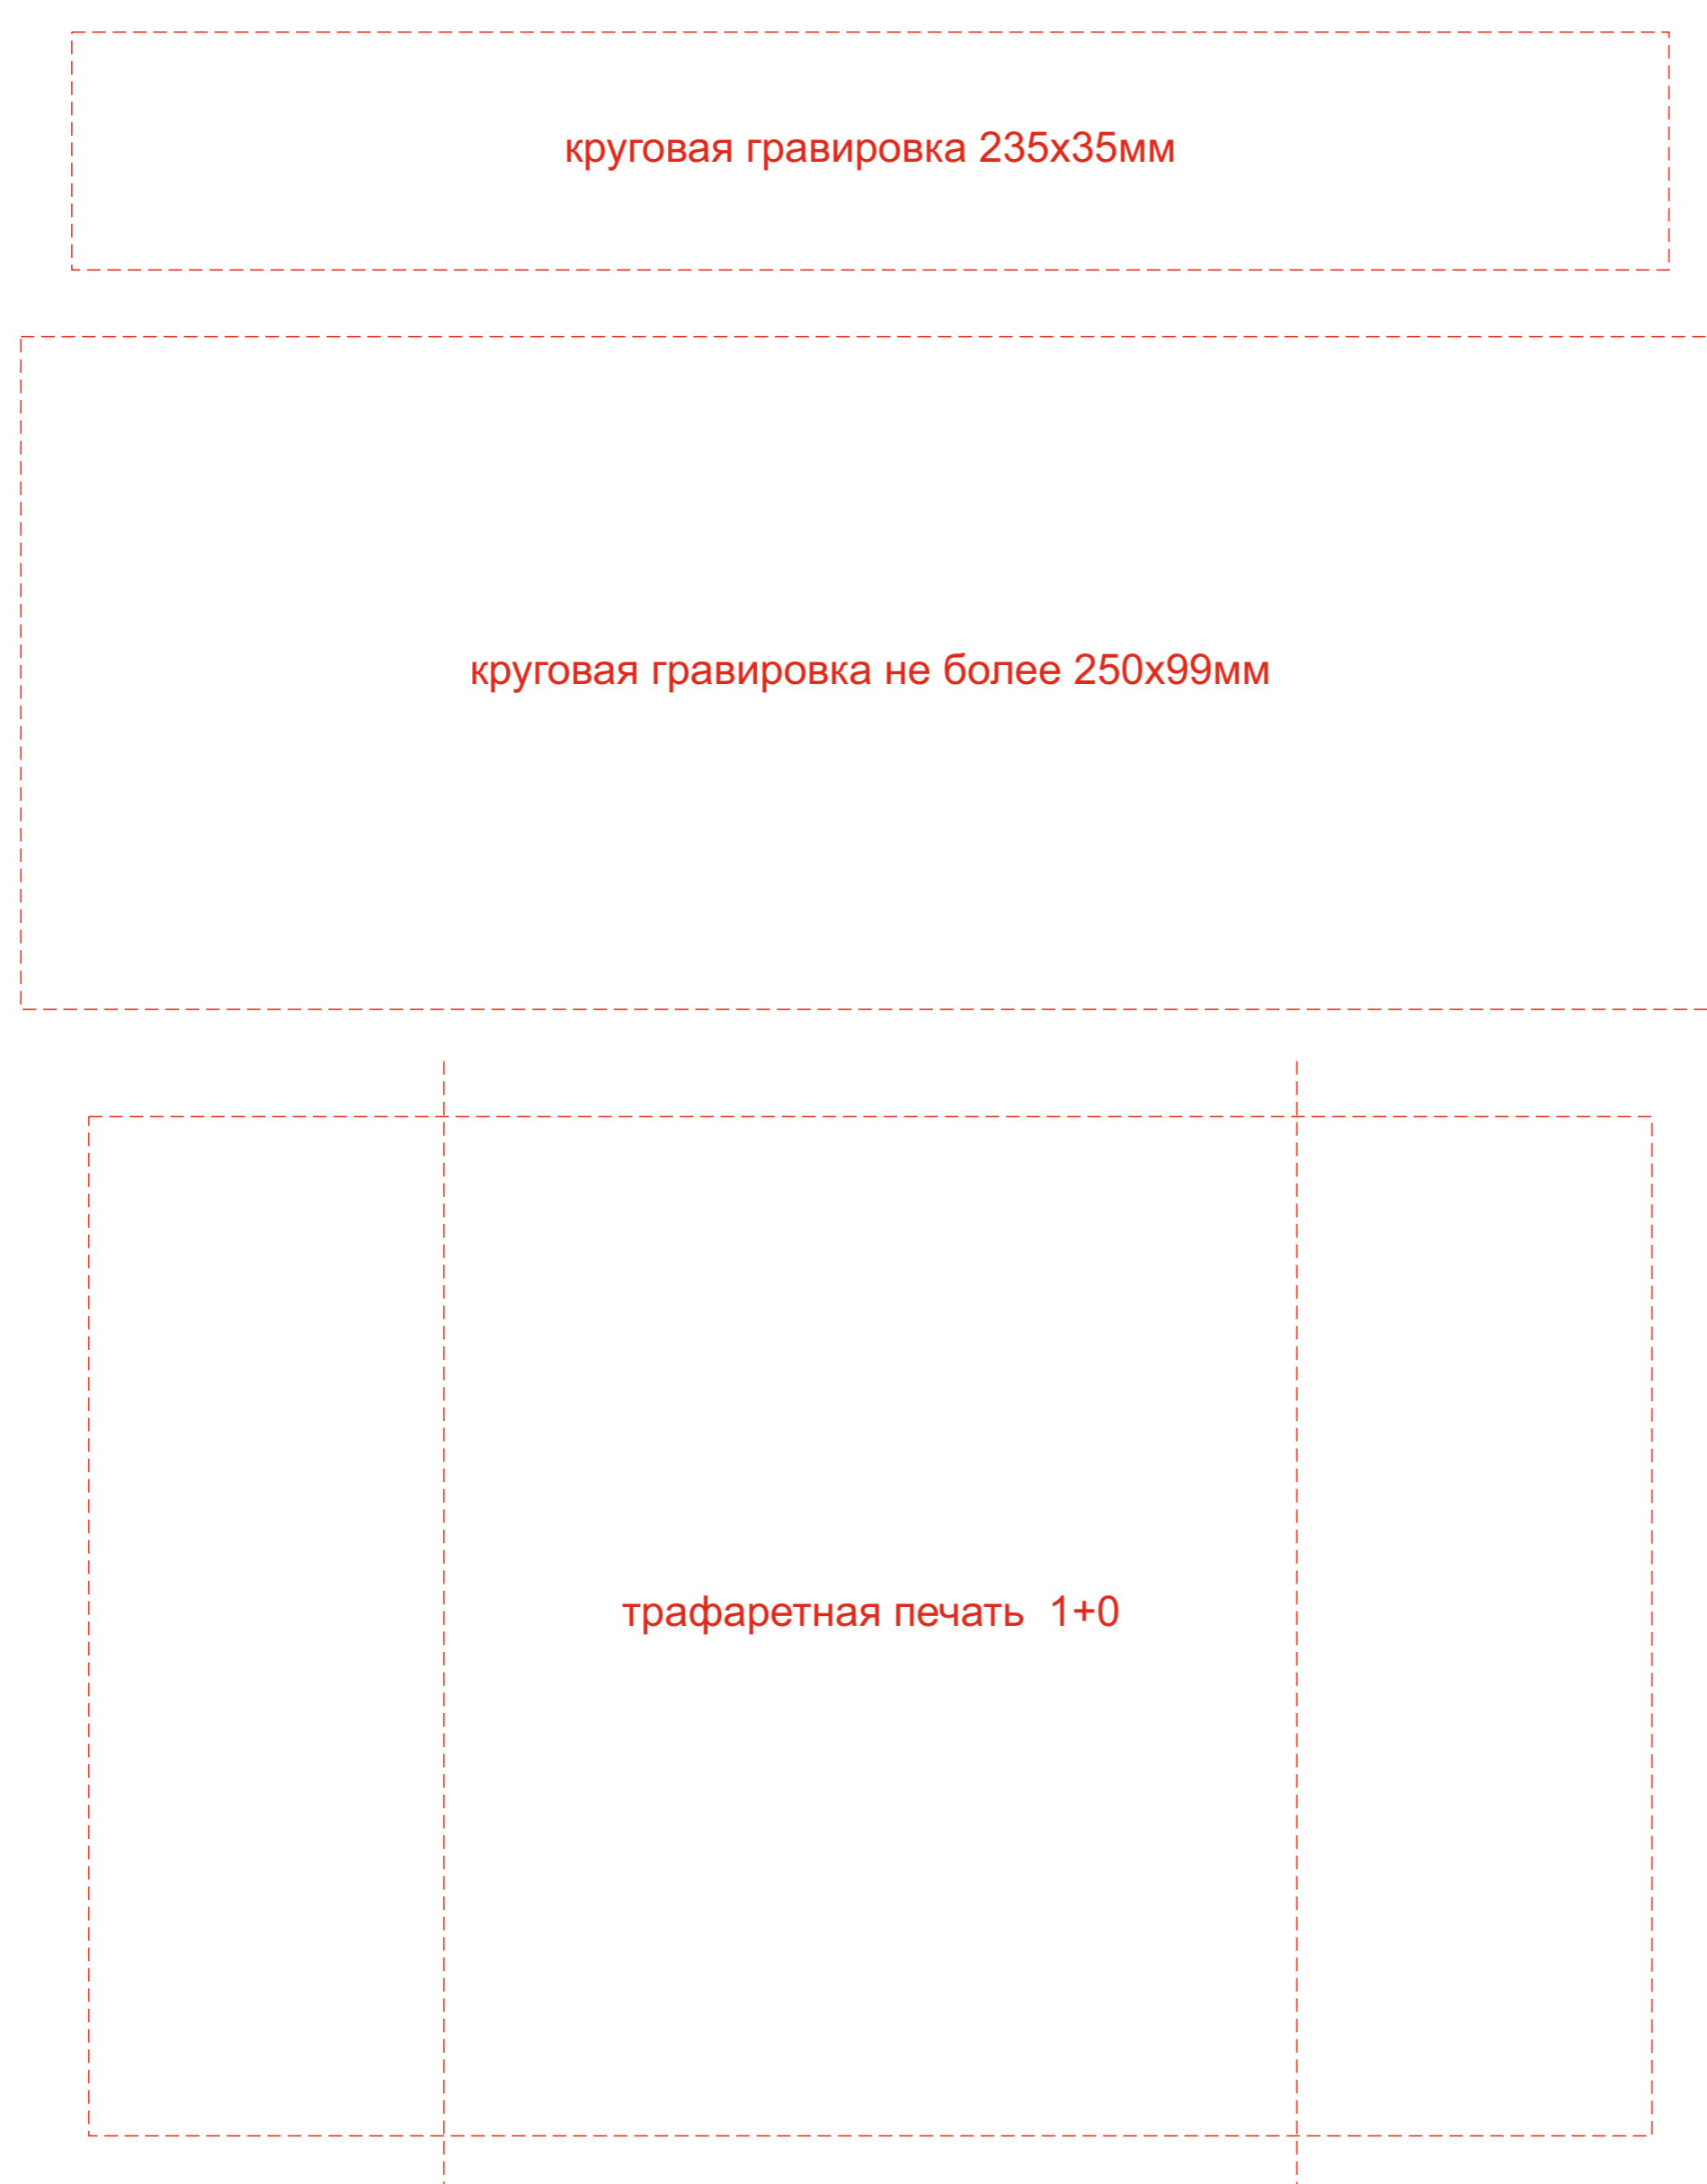 круговая гравировка 235х35мм
круговая гравировка не более 250х99мм
трафаретная печать  1+0